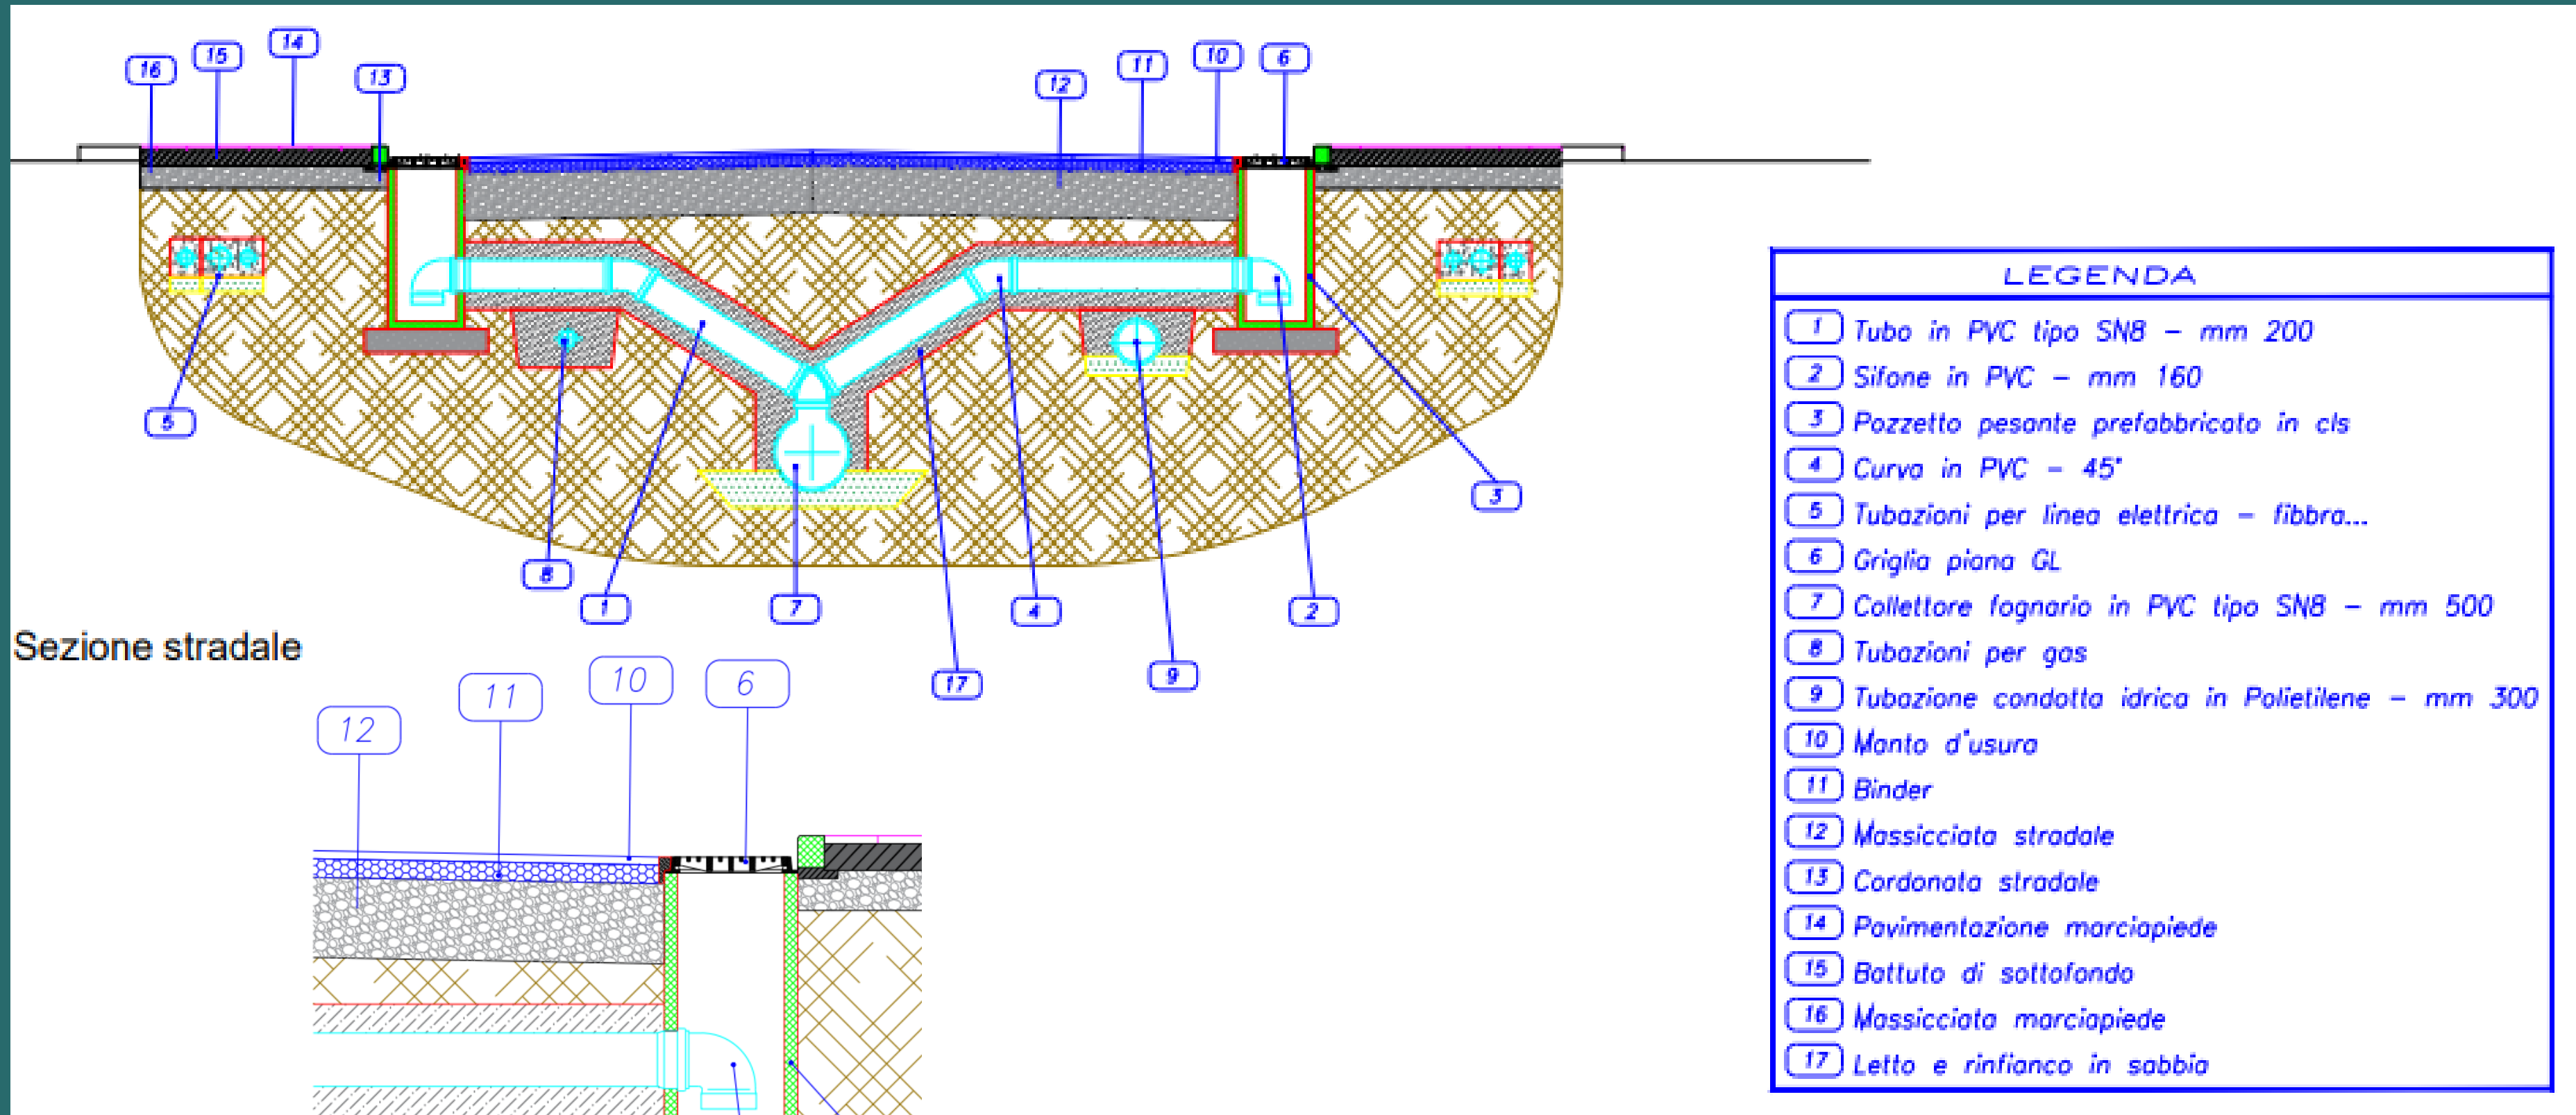 16 15 14 13 12 11 10 6
5 8 1 7 17 4 9 2 3
Sezione stradale
12 11 10 6
LEGENDA
1 Tubo in PVC tipo SN8 – mm 200
2 Sifone in PVC – mm 160
3 Pozzetto pesante prefabbricato in cls
4 Curva in PVC – 45°
5 Tubazioni per linea elettrica – fibbra...
6 Griglia piana GL
7 Collettore fognario in PVC tipo SN8 – mm 500
8 Tubazioni per gas
9 Tubazione condotta idrica in Polietilene – mm 300
10 Manto d'usura
11 Binder
12 Massicciata stradale
13 Cordonata stradale
14 Pavimentazione marciapiede
15 Battuto di sottofondo
16 Massicciata marciapiede
17 Letto e rinfianco in sabbia